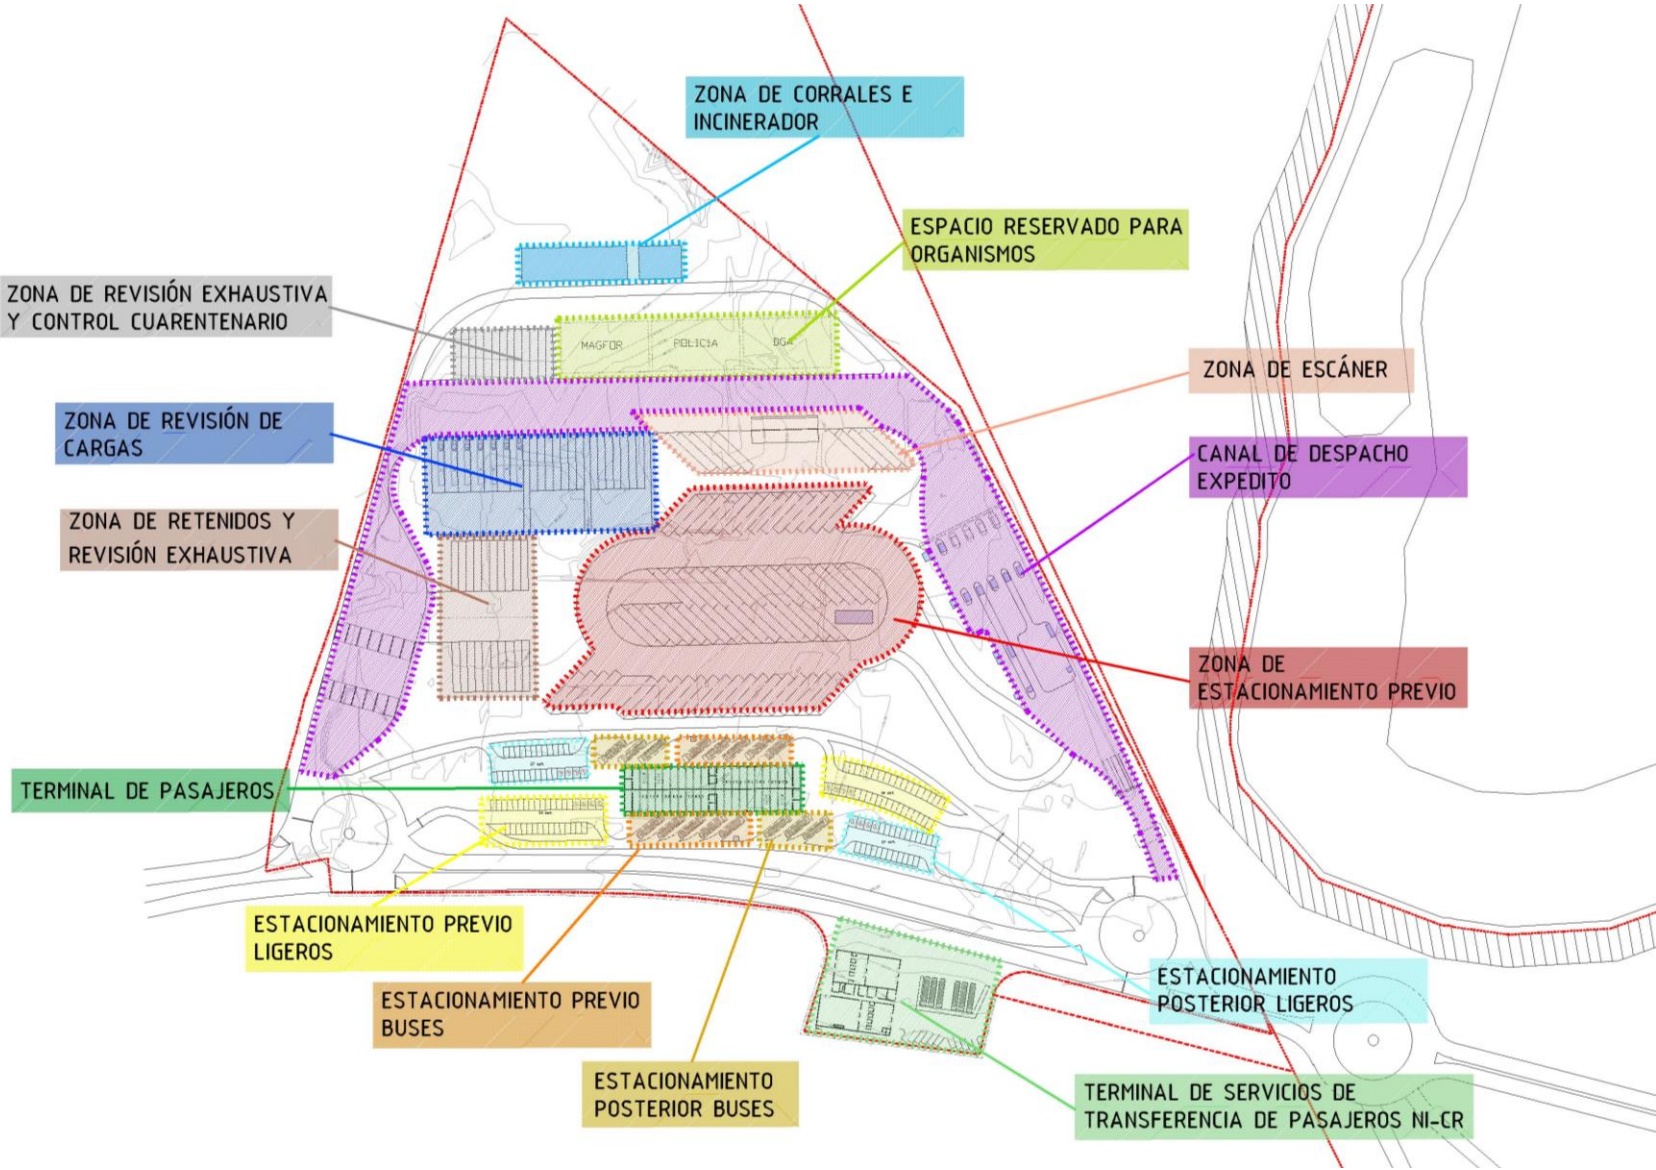 ZONA DE CORRALES E
INCINERADOR
ESPACIO RESERVADO PARA
ORGANISMOS
ZONA DE REVISIÓN EXHAUSTIVA
Y CONTROL CUARENTENARIO
MAGFOR
POLICIA
DGA
ZONA DE ESCÁNER
ZONA DE REVISIÓN DE
CARGAS
CANAL DE DESPACHO
EXPEDITO
ZONA DE RETENIDOS Y
REVISIÓN EXHAUSTIVA
ZONA DE
ESTACIONAMIENTO PREVIO
TERMINAL DE PASAJEROS
ESTACIONAMIENTO PREVIO
LIGEROS
ESTACIONAMIENTO PREVIO
BUSES
ESTACIONAMIENTO
POSTERIOR BUSES
ESTACIONAMIENTO
POSTERIOR LIGEROS
TERMINAL DE SERVICIOS DE
TRANSFERENCIA DE PASAJEROS NI-CR